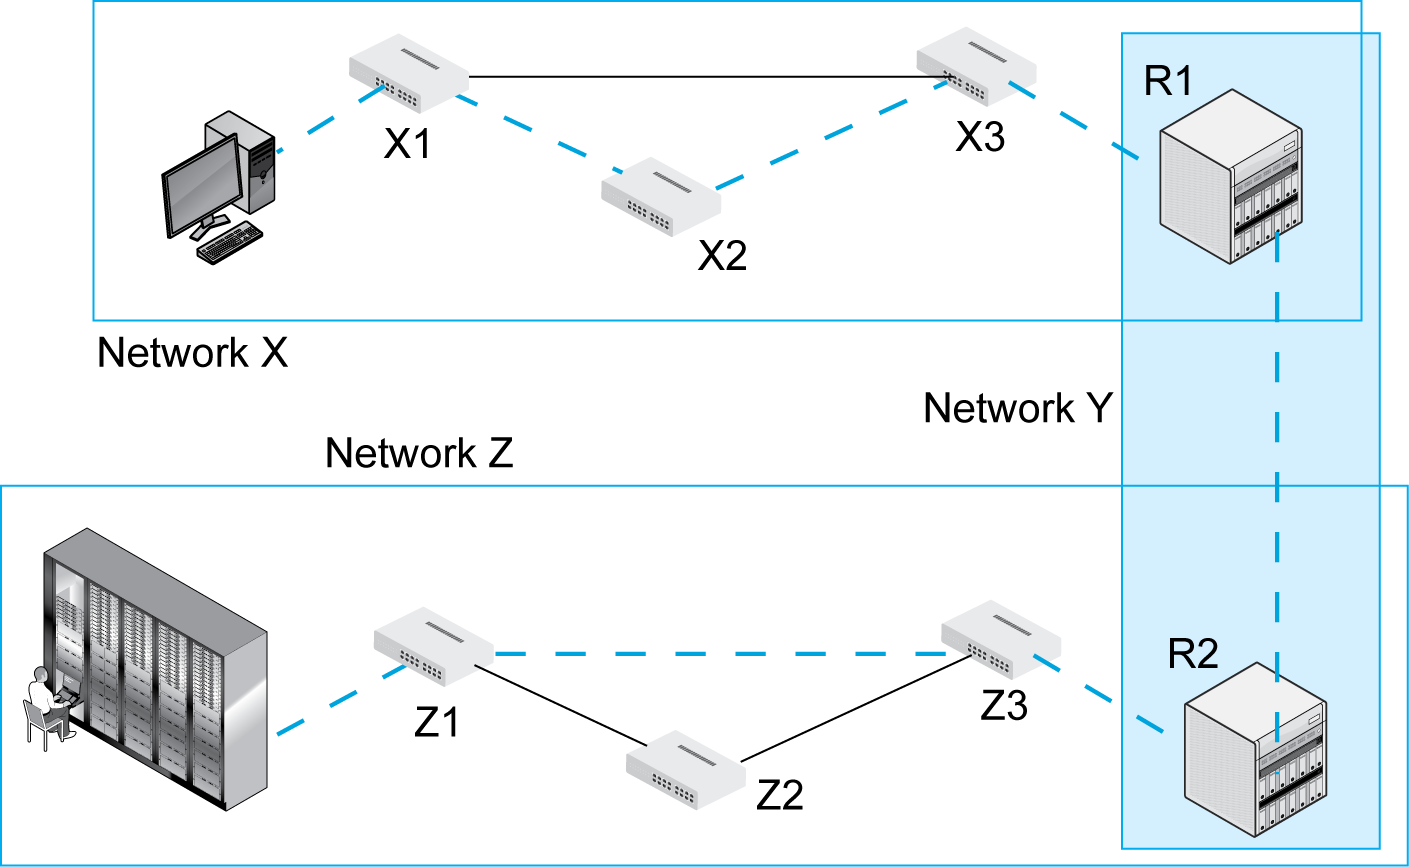 R1
X1
X3
X2
Network X
Network Y
Network Z
R2
Z1
Z3
Z2